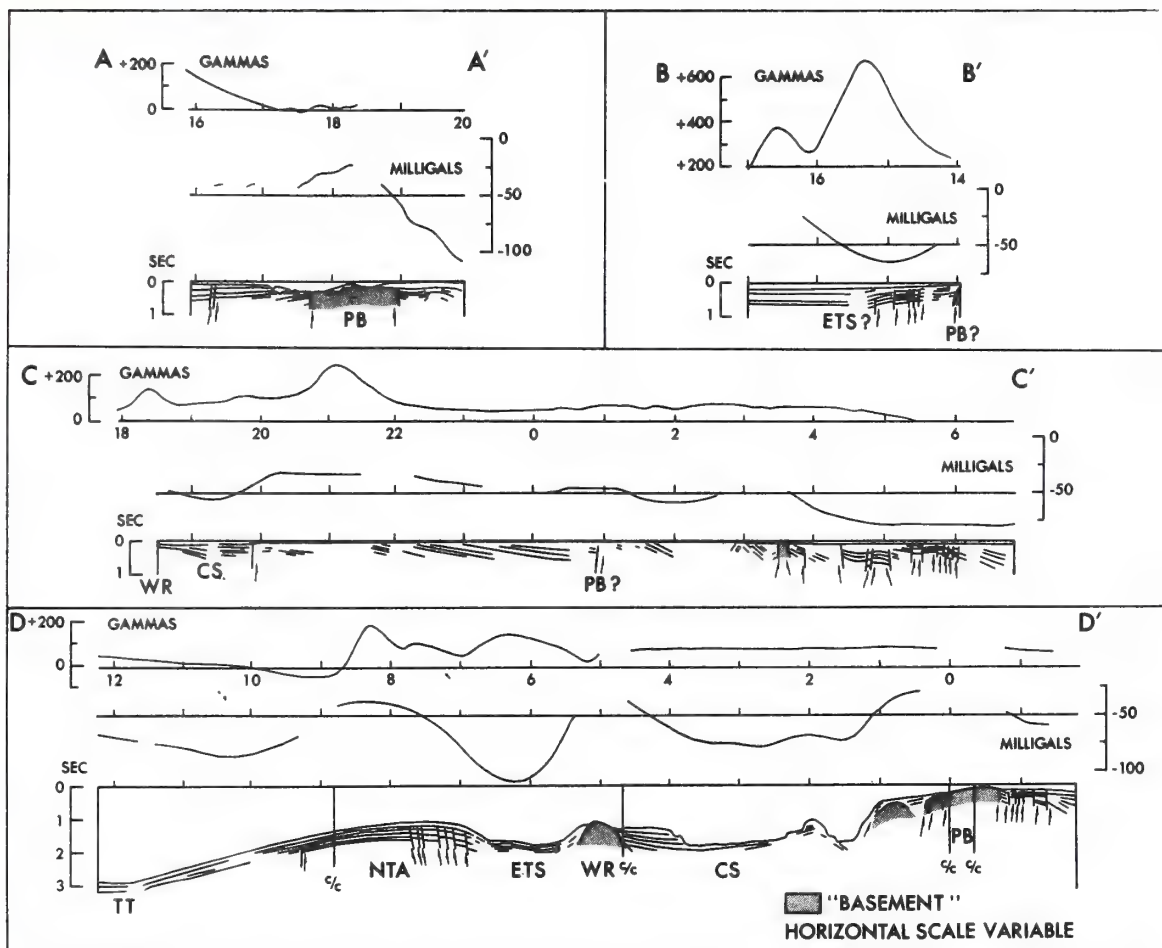 A +200 GAMMAS A'
0
16 18 20
0
MILLIGALS
-50
-100
SEC
0
1
PB
B +600 GAMMAS B'
+400
+200
16 14
0
MILLIGALS
-50
SEC
0
1
ETS? PB?
C +200 GAMMAS C'
0
18 20 22 0 2 4 6
0
MILLIGALS
-50
SEC
0
1
WR CS PB?
D +200 GAMMAS D'
0
12 10 8 6 4 2 0
-50
MILLIGALS
-100
SEC
0
1
2
3
TT c/c NTA ETS WR c/c CS PB c/c c/c
"BASEMENT"
HORIZONTAL SCALE VARIABLE